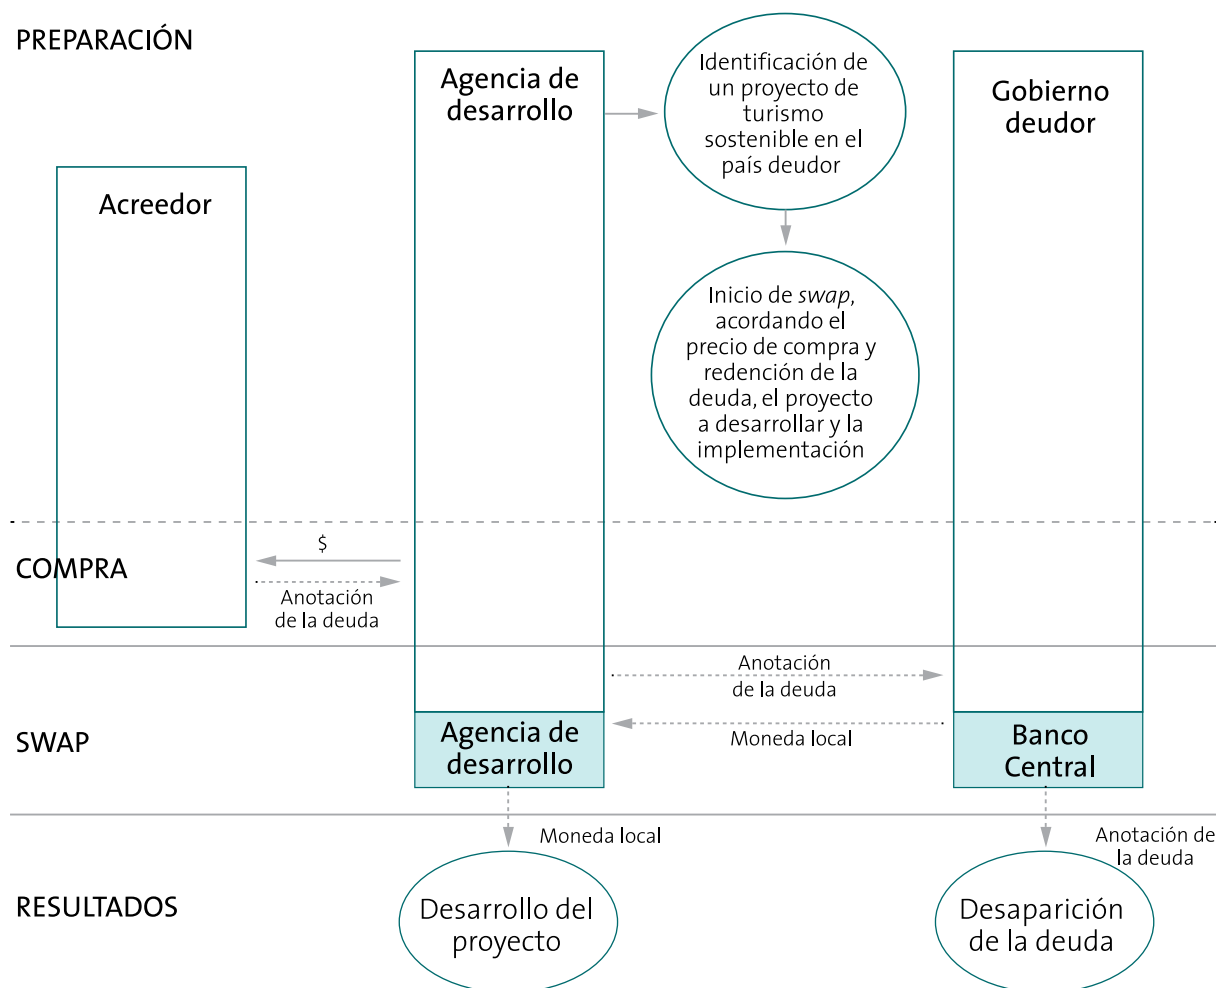 PREPARACIÓN
Agencia de
desarrollo
Identificación de
un proyecto de
turismo
sostenible en el
país deudor
Gobierno
deudor
Acreedor
Inicio de swap,
acordando el
precio de compra y
redención de la
deuda, el proyecto
a desarrollar y la
implementación
COMPRA
$
Anotación
de la deuda
Anotación
de la deuda
SWAP
Agencia de
desarrollo
Moneda local
Banco
Central
Moneda local
Anotación de
la deuda
RESULTADOS
Desarrollo del
proyecto
Desaparición
de la deuda